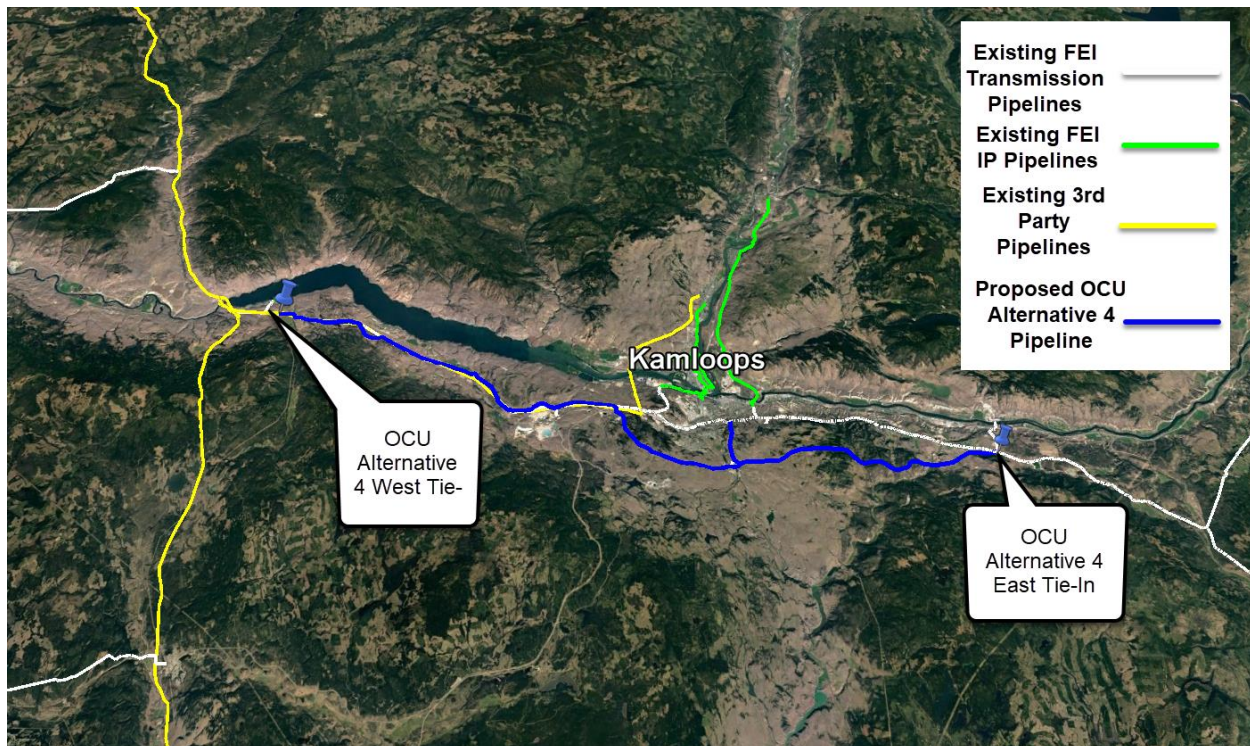 Existing FEI
Transmission
Pipelines
Existing FEI
IP Pipelines
Existing 3rd
Party
Pipelines
Proposed OCU
Alternative 4
Pipeline
Kamloops
OCU
Alternative
4 West Tie-
OCU
Alternative 4
East Tie-In